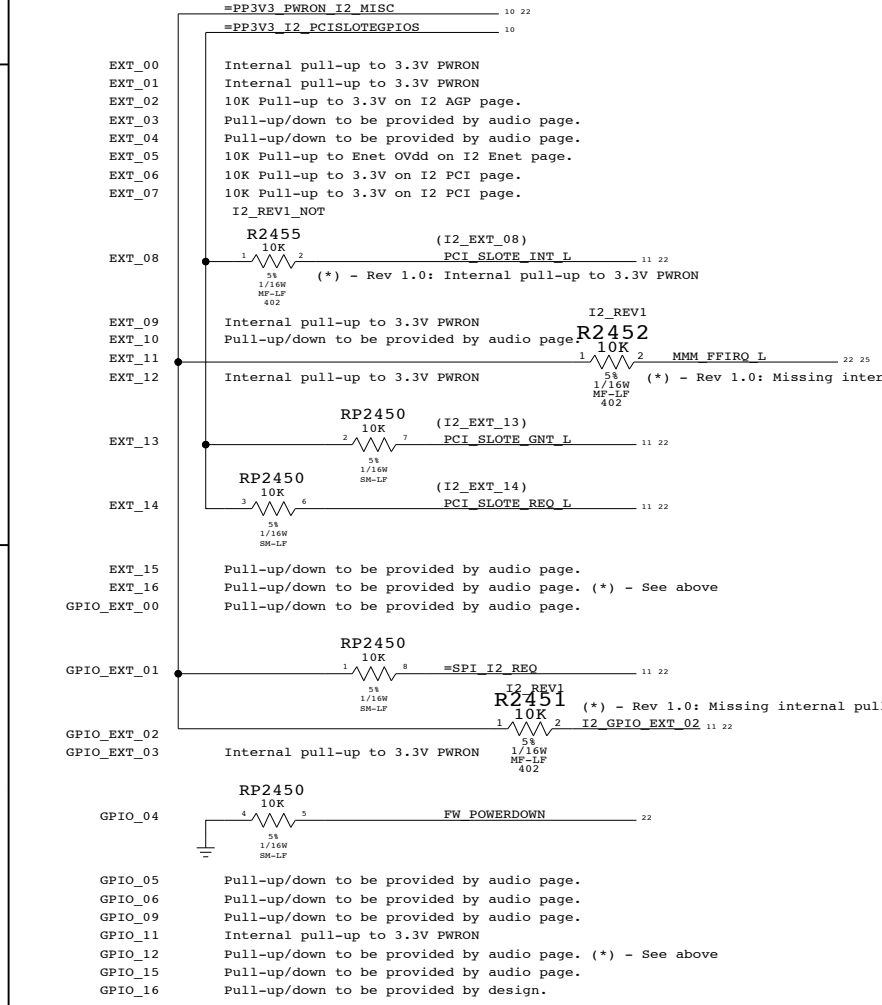 =PP3V3_PWRON_I2_MISC 10 22
=PP3V3_I2_PCISLOTEGPIOS 10
EXT_00 Internal pull-up to 3.3V PWRON
EXT_01 Internal pull-up to 3.3V PWRON
EXT_02 10K Pull-up to 3.3V on I2 AGP page.
EXT_03 Pull-up/down to be provided by audio page.
EXT_04 Pull-up/down to be provided by audio page.
EXT_05 10K Pull-up to Enet OVdd on I2 Enet page.
EXT_06 10K Pull-up to 3.3V on I2 PCI page.
EXT_07 10K Pull-up to 3.3V on I2 PCI page.
I2_REV1_NOT
R2455
10K
(I2_EXT_08)
EXT_08 1 2 PCI_SLOTE_INT_L 11 22
5%
1/16W
MF-LF
402
(*) - Rev 1.0: Internal pull-up to 3.3V PWRON
I2_REV1
EXT_09 Internal pull-up to 3.3V PWRON
EXT_10 Pull-up/down to be provided by audio page.
R2452
10K
EXT_11 1 2 MMM_FFIRQ_L 22 25
EXT_12 Internal pull-up to 3.3V PWRON
5%
1/16W
MF-LF
402
(*) - Rev 1.0: Missing inter
RP2450
10K
(I2_EXT_13)
EXT_13 2 7 PCI_SLOTE_GNT_L 11 22
5%
1/16W
SM-LF
RP2450
10K
(I2_EXT_14)
EXT_14 3 6 PCI_SLOTE_REQ_L 11 22
5%
1/16W
SM-LF
EXT_15 Pull-up/down to be provided by audio page.
EXT_16 Pull-up/down to be provided by audio page. (*) - See above
GPIO_EXT_00 Pull-up/down to be provided by audio page.
RP2450
10K
GPIO_EXT_01 1 8 =SPI_I2_REQ 11 22
5%
1/16W
SM-LF
I2_REV1
R2451
10K
(*) - Rev 1.0: Missing internal pul
GPIO_EXT_02 1 2 I2_GPIO_EXT_02 11 22
5%
1/16W
MF-LF
402
GPIO_EXT_03 Internal pull-up to 3.3V PWRON
RP2450
10K
GPIO_04 4 5 FW_POWERDOWN 22
5%
1/16W
SM-LF
GPIO_05 Pull-up/down to be provided by audio page.
GPIO_06 Pull-up/down to be provided by audio page.
GPIO_09 Pull-up/down to be provided by audio page.
GPIO_11 Internal pull-up to 3.3V PWRON
GPIO_12 Pull-up/down to be provided by audio page. (*) - See above
GPIO_15 Pull-up/down to be provided by audio page.
GPIO_16 Pull-up/down to be provided by design.